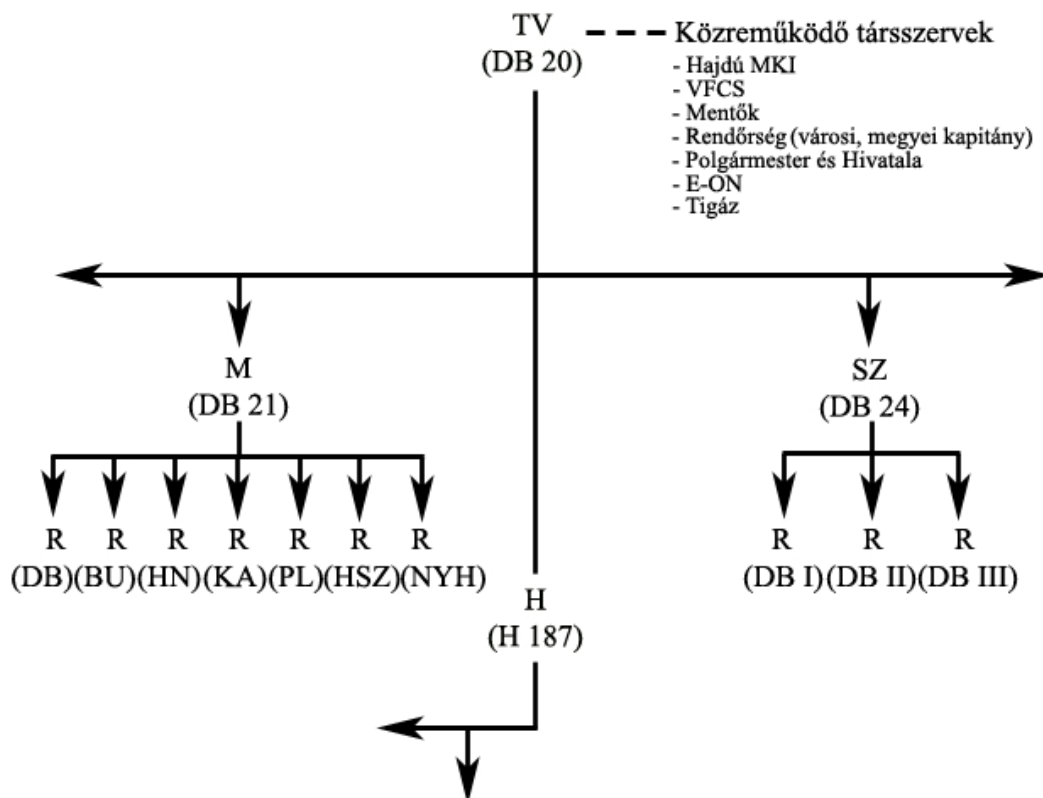 TV
(DB 20)
Közreműködő társszervek
- Hajdú MKI
- VFCS
- Mentők
- Rendőrség (városi, megyei kapitány)
- Polgármester és Hivatala
- E-ON
- Tigáz
M
(DB 21)
SZ
(DB 24)
R R R R R R R
(DB)(BU)(HN)(KA)(PL)(HSZ)(NYH)
R R R
(DB I) (DB II) (DB III)
H
(H 187)